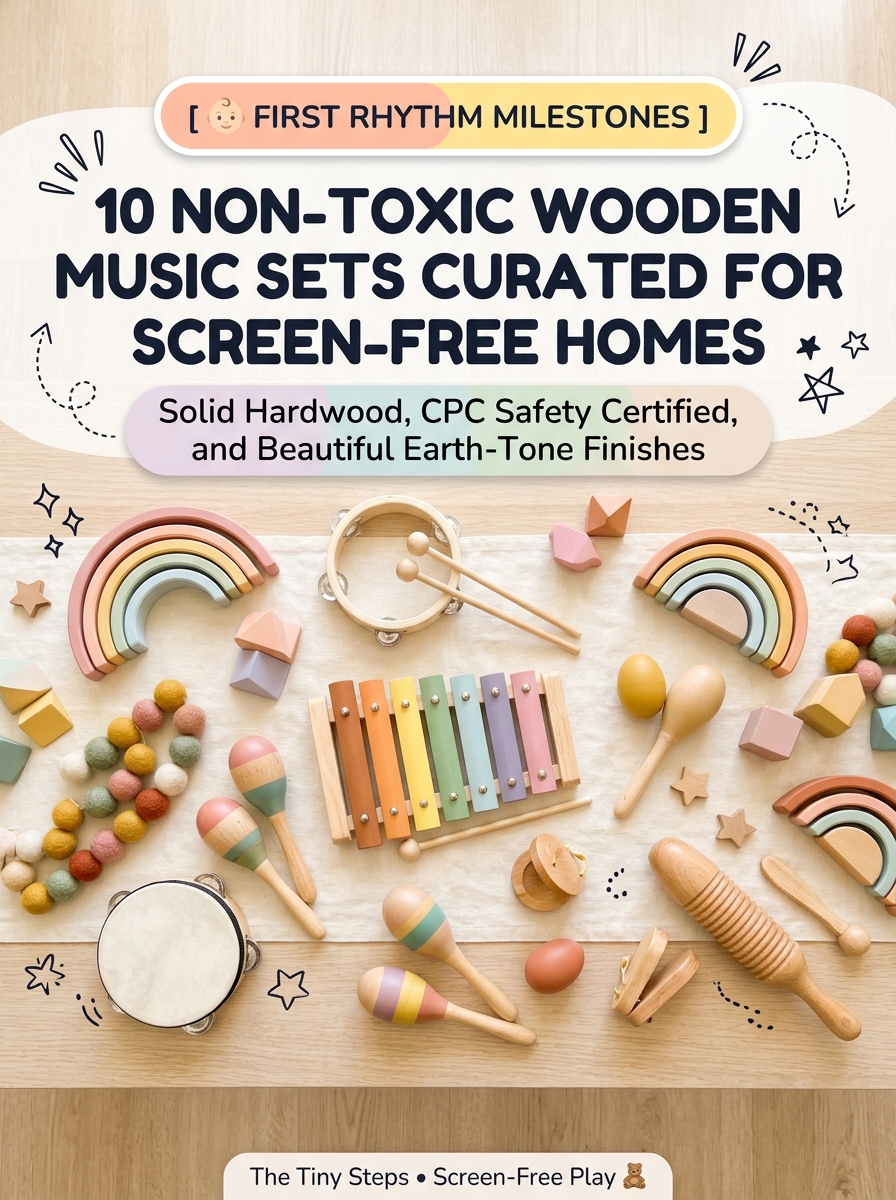 [ 👶 FIRST RHYTHM MILESTONES ]
10 NON-TOXIC WOODEN
MUSIC SETS CURATED FOR
SCREEN-FREE HOMES
Solid Hardwood, CPC Safety Certified,
and Beautiful Earth-Tone Finishes
The Tiny Steps • Screen-Free Play 🧸